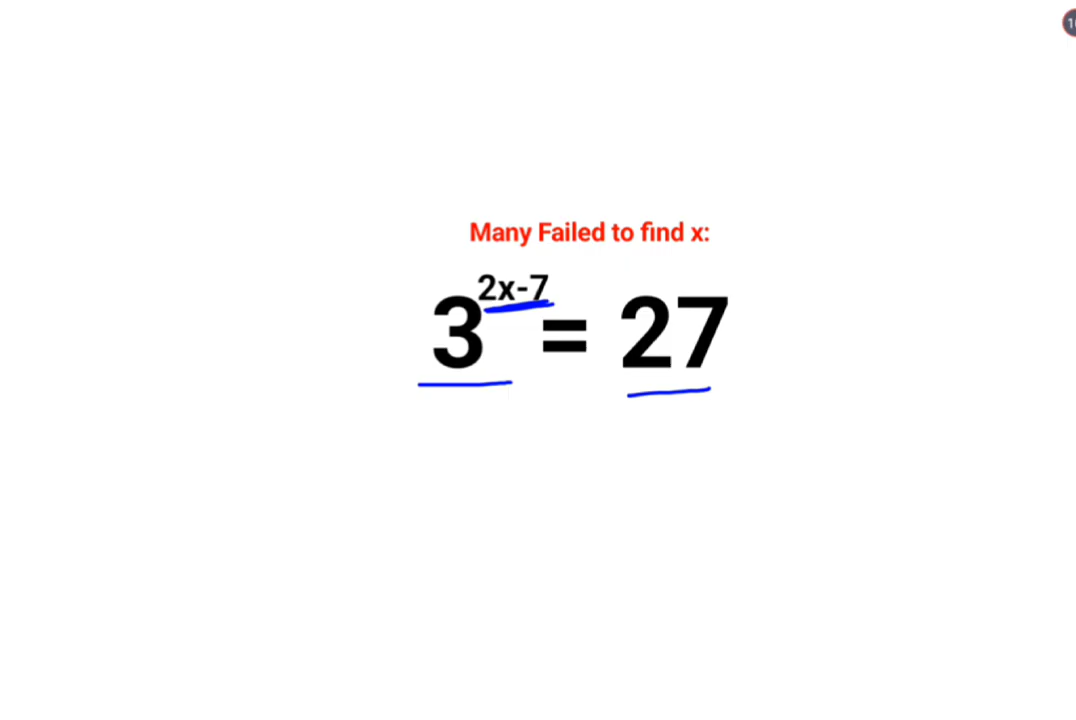 Many Failed to find x:
3^{2x-7} = 27